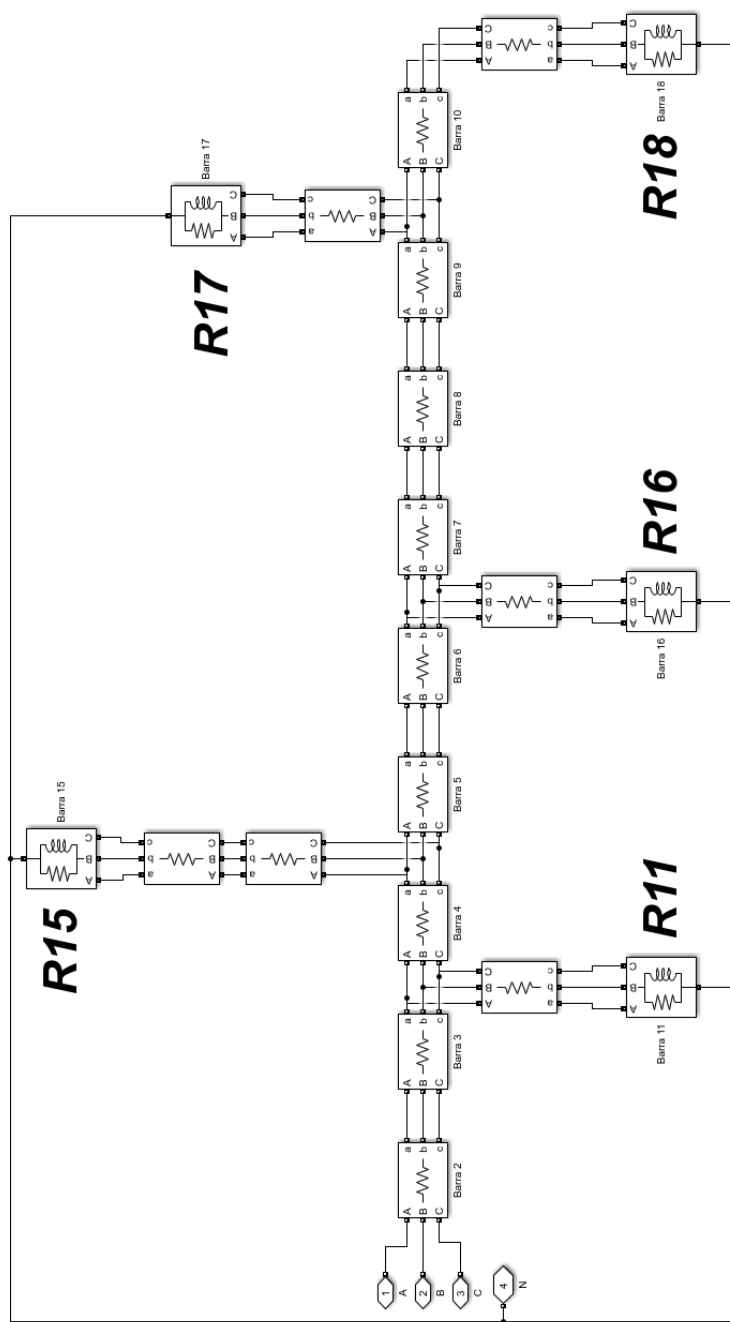 Barra 15
A B C
R15
a b c
A B C
a b c
A B C
Barra 17
A B C
R17
a b c
A B C
1
A
2
B
3
C
4
N
A a
B b
C c
Barra 2
A a
B b
C c
Barra 3
A a
B b
C c
Barra 4
A a
B b
C c
Barra 5
A a
B b
C c
Barra 6
A a
B b
C c
Barra 7
A a
B b
C c
Barra 8
A a
B b
C c
Barra 9
A a
B b
C c
Barra 10
A B C
a b c
A B C
Barra 11
R11
A B C
a b c
A B C
Barra 16
R16
A B C
a b c
A B C
Barra 18
R18